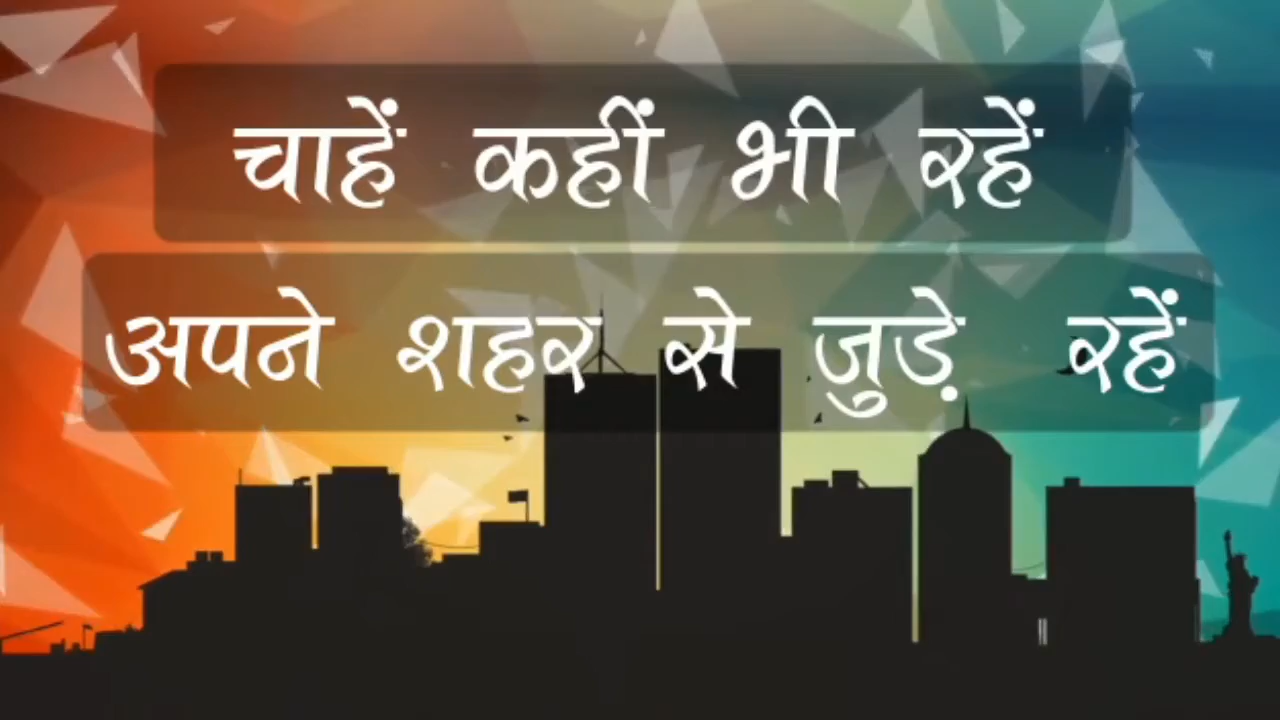 चाहें कहीं भी रहें
अपने शहर से जुड़े रहें